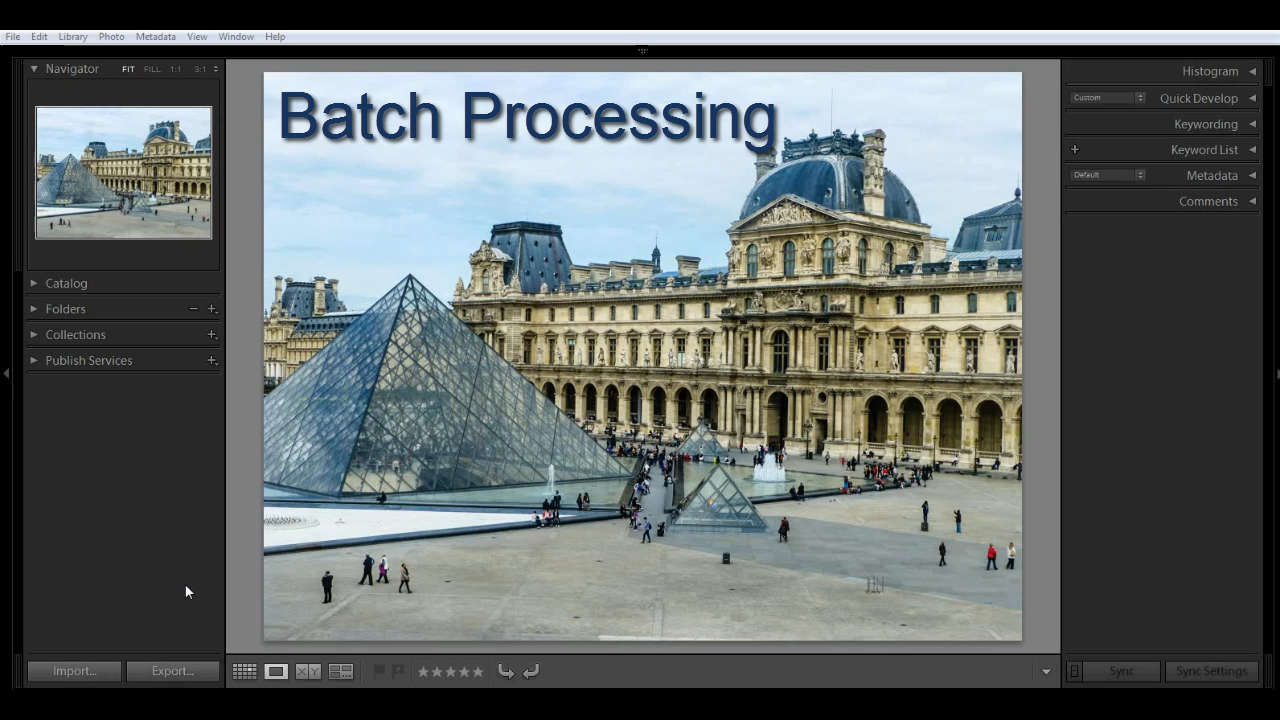 File Edit Library Photo Metadata View Window Help
Navigator FIT FILL 1:1 3:1
Catalog
Folders
Collections
Publish Services
Import... Export...
Batch Processing
Histogram
Custom Quick Develop
Keywording
Keyword List
Default Metadata
Comments
Sync Sync Settings